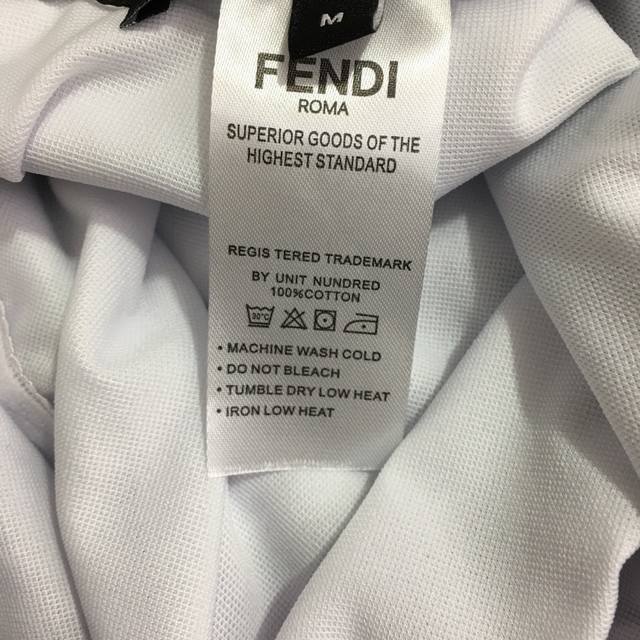 M
FENDI
ROMA
SUPERIOR GOODS OF THE
HIGHEST STANDARD
REGIS TERED TRADEMARK
BY UNIT NUNDRED
100%COTTON
30°C
• MACHINE WASH COLD
• DO NOT BLEACH
• TUMBLE DRY LOW HEAT
• IRON LOW HEAT